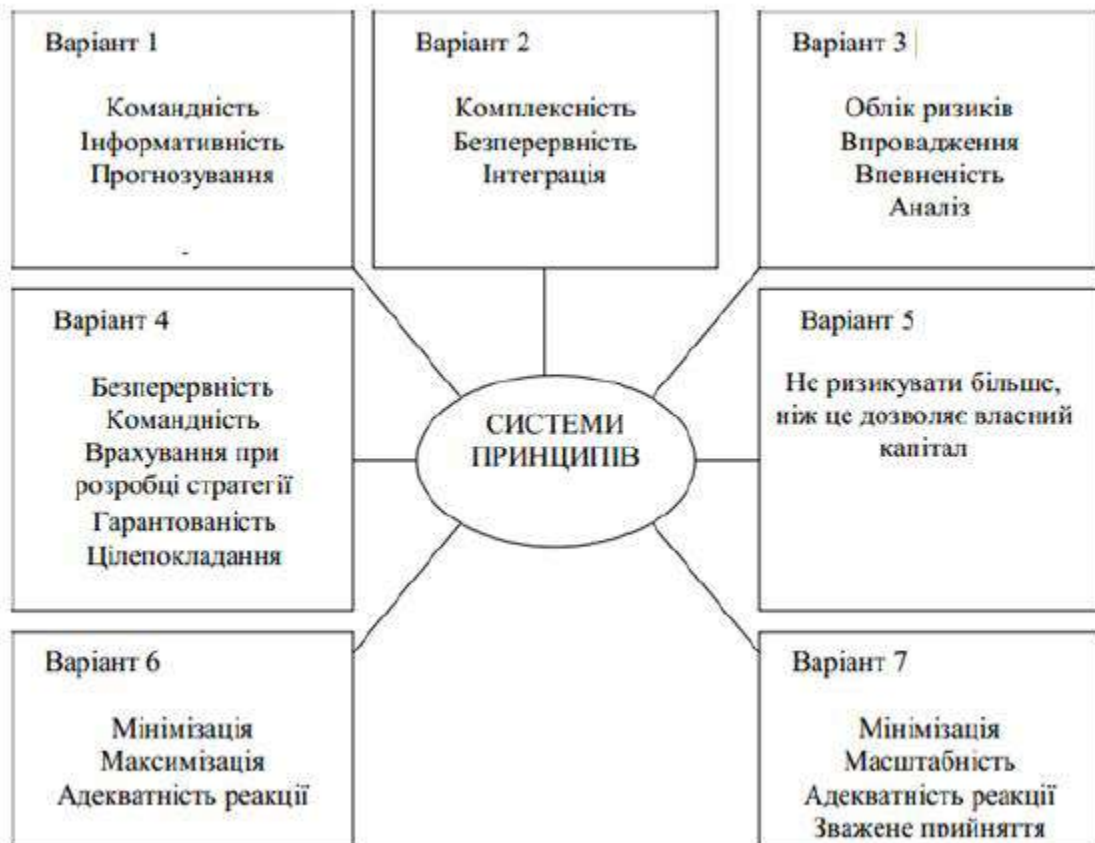 Варіант 1
Командність
Інформативність
Прогнозування
-
Варіант 2
Комплексність
Безперервність
Інтеграція
Варіант 3
Облік ризиків
Впровадження
Впевненість
Аналіз
Варіант 4
Безперервність
Командність
Врахування при
розробці стратегії
Гарантованість
Цілепокладання
СИСТЕМИ
ПРИНЦИПІВ
Варіант 5
Не ризикувати більше,
ніж це дозволяє власний
капітал
Варіант 6
Мінімізація
Максимізація
Адекватність реакції
Варіант 7
Мінімізація
Масштабність
Адекватність реакції
Зважене прийняття